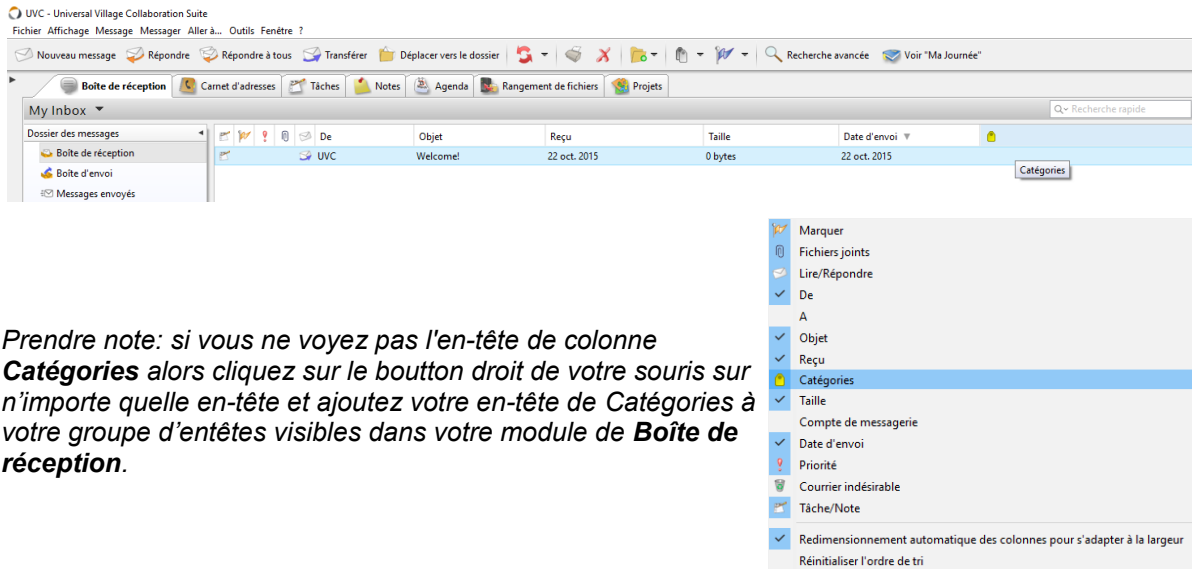 UVC - Universal Village Collaboration Suite
Fichier Affichage Message Messager Aller à... Outils Fenêtre ?
Nouveau message Répondre Répondre à tous Transférer Déplacer vers le dossier Recherche avancée Voir "Ma Journée"
Boîte de réception Carnet d'adresses Tâches Notes Agenda Rangement de fichiers Projets
My Inbox Recherche rapide
Dossier des messages De Objet Reçu Taille Date d'envoi
Boîte de réception UVC Welcome! 22 oct. 2015 0 bytes 22 oct. 2015
Catégories
Boîte d'envoi
Messages envoyés
Marquer
Fichiers joints
Lire/Répondre
De
A
Objet
Reçu
Catégories
Taille
Compte de messagerie
Date d'envoi
Priorité
Courrier indésirable
Tâche/Note
Redimensionnement automatique des colonnes pour s'adapter à la largeur
Réinitialiser l'ordre de tri
Prendre note: si vous ne voyez pas l'en-tête de colonne
Catégories alors cliquez sur le boutton droit de votre souris sur
n'importe quelle en-tête et ajoutez votre en-tête de Catégories à
votre groupe d'entêtes visibles dans votre module de Boîte de
réception.